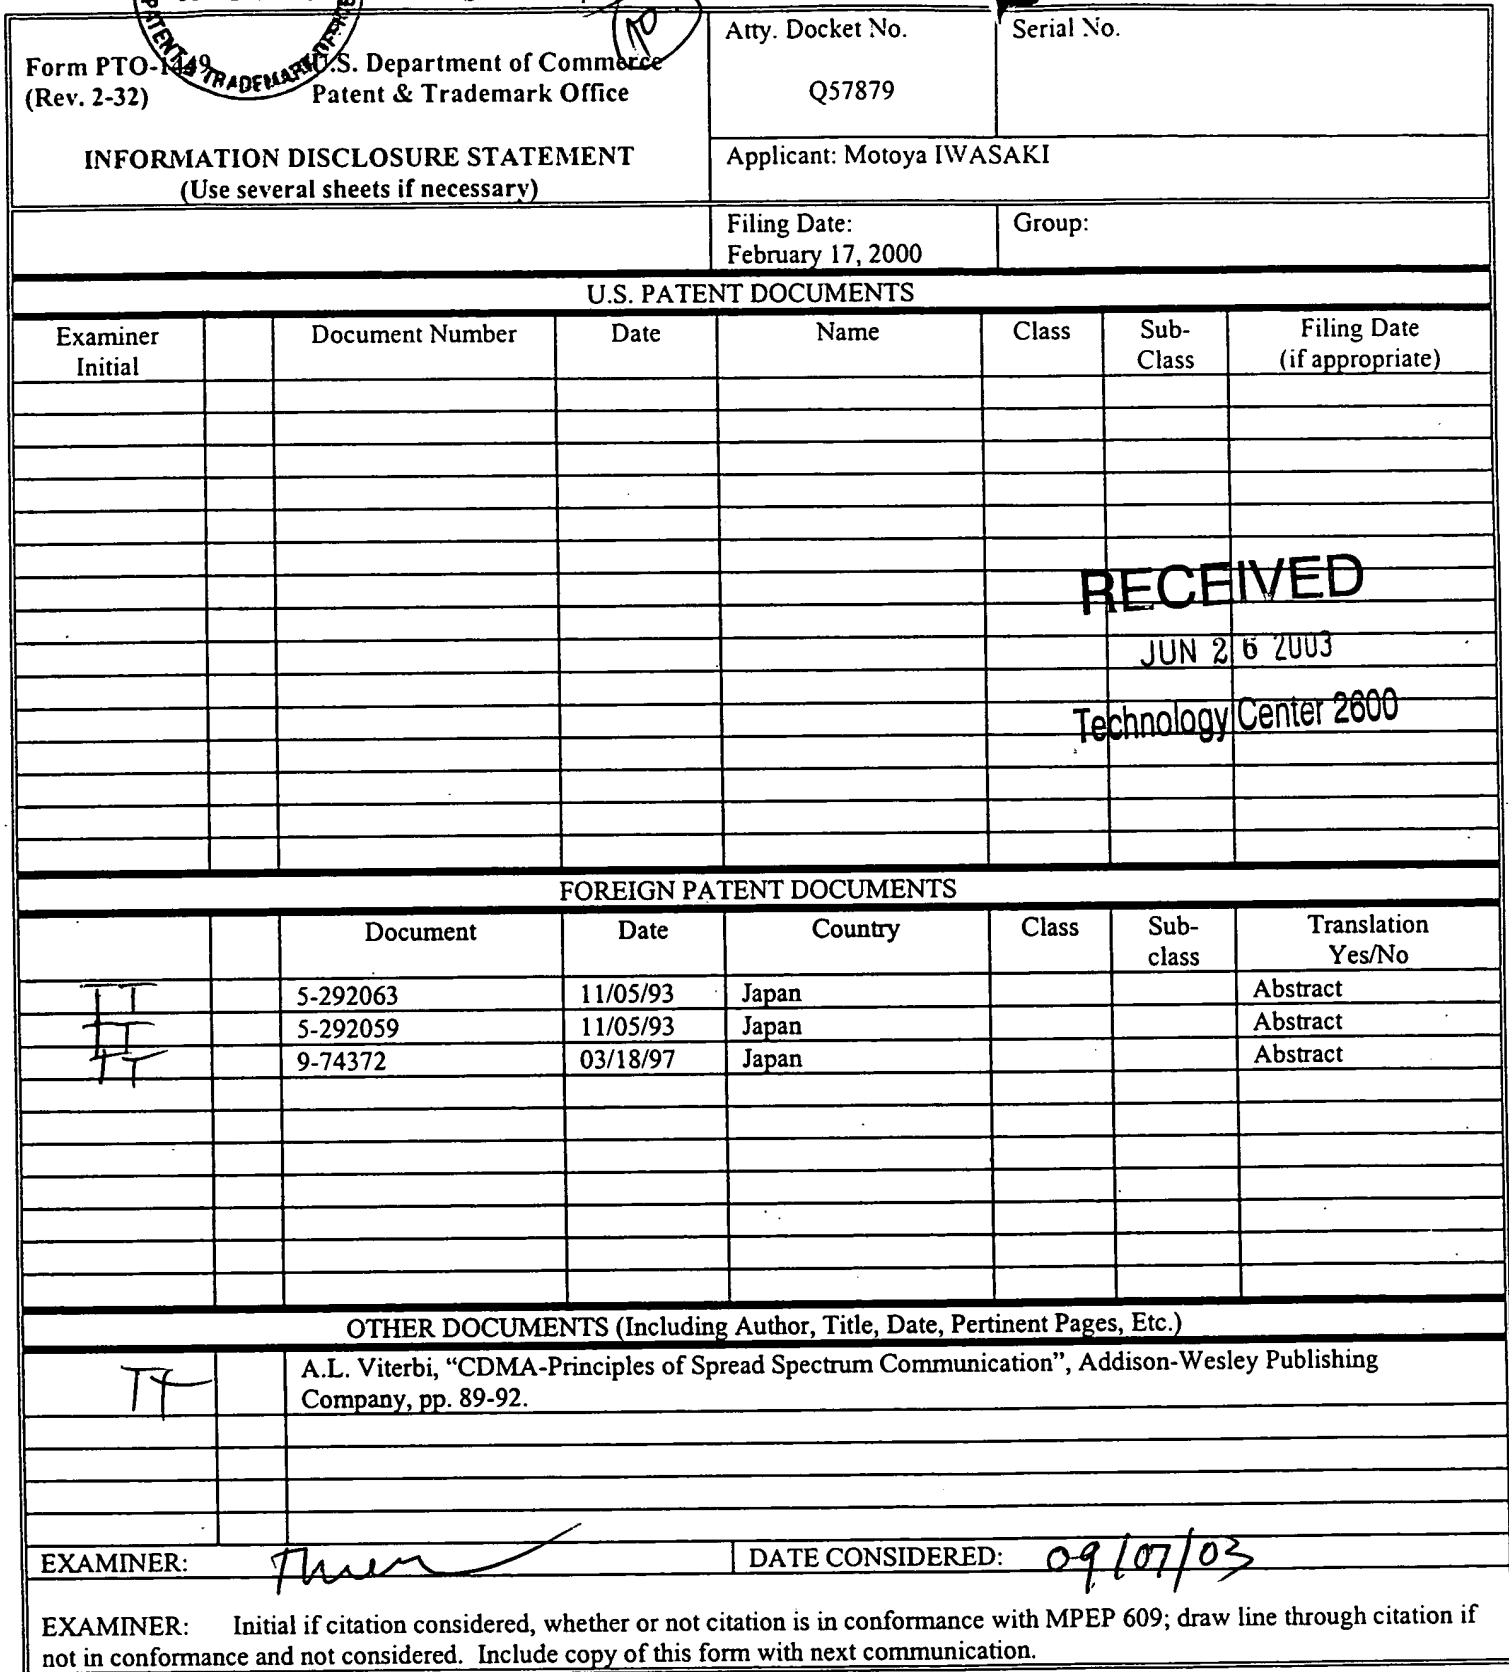 PATENT & TRADEMARK OFFICE
Form PTO-1449 U.S. Department of Commerce
(Rev. 2-32) Patent & Trademark Office
INFORMATION DISCLOSURE STATEMENT
(Use several sheets if necessary)
Atty. Docket No.
Q57879
Serial No.
Applicant: Motoya IWASAKI
Filing Date:
February 17, 2000
Group:
U.S. PATENT DOCUMENTS
Examiner Initial Document Number Date Name Class Sub-Class Filing Date (if appropriate)
RECEIVED
JUN 26 2003
Technology Center 2600
FOREIGN PATENT DOCUMENTS
Document Date Country Class Sub-class Translation Yes/No
TT 5-292063 11/05/93 Japan Abstract
TT 5-292059 11/05/93 Japan Abstract
TT 9-74372 03/18/97 Japan Abstract
OTHER DOCUMENTS (Including Author, Title, Date, Pertinent Pages, Etc.)
TT A.L. Viterbi, “CDMA-Principles of Spread Spectrum Communication”, Addison-Wesley Publishing
Company, pp. 89-92.
EXAMINER: DATE CONSIDERED: 09/07/03
EXAMINER: Initial if citation considered, whether or not citation is in conformance with MPEP 609; draw line through citation if
not in conformance and not considered. Include copy of this form with next communication.